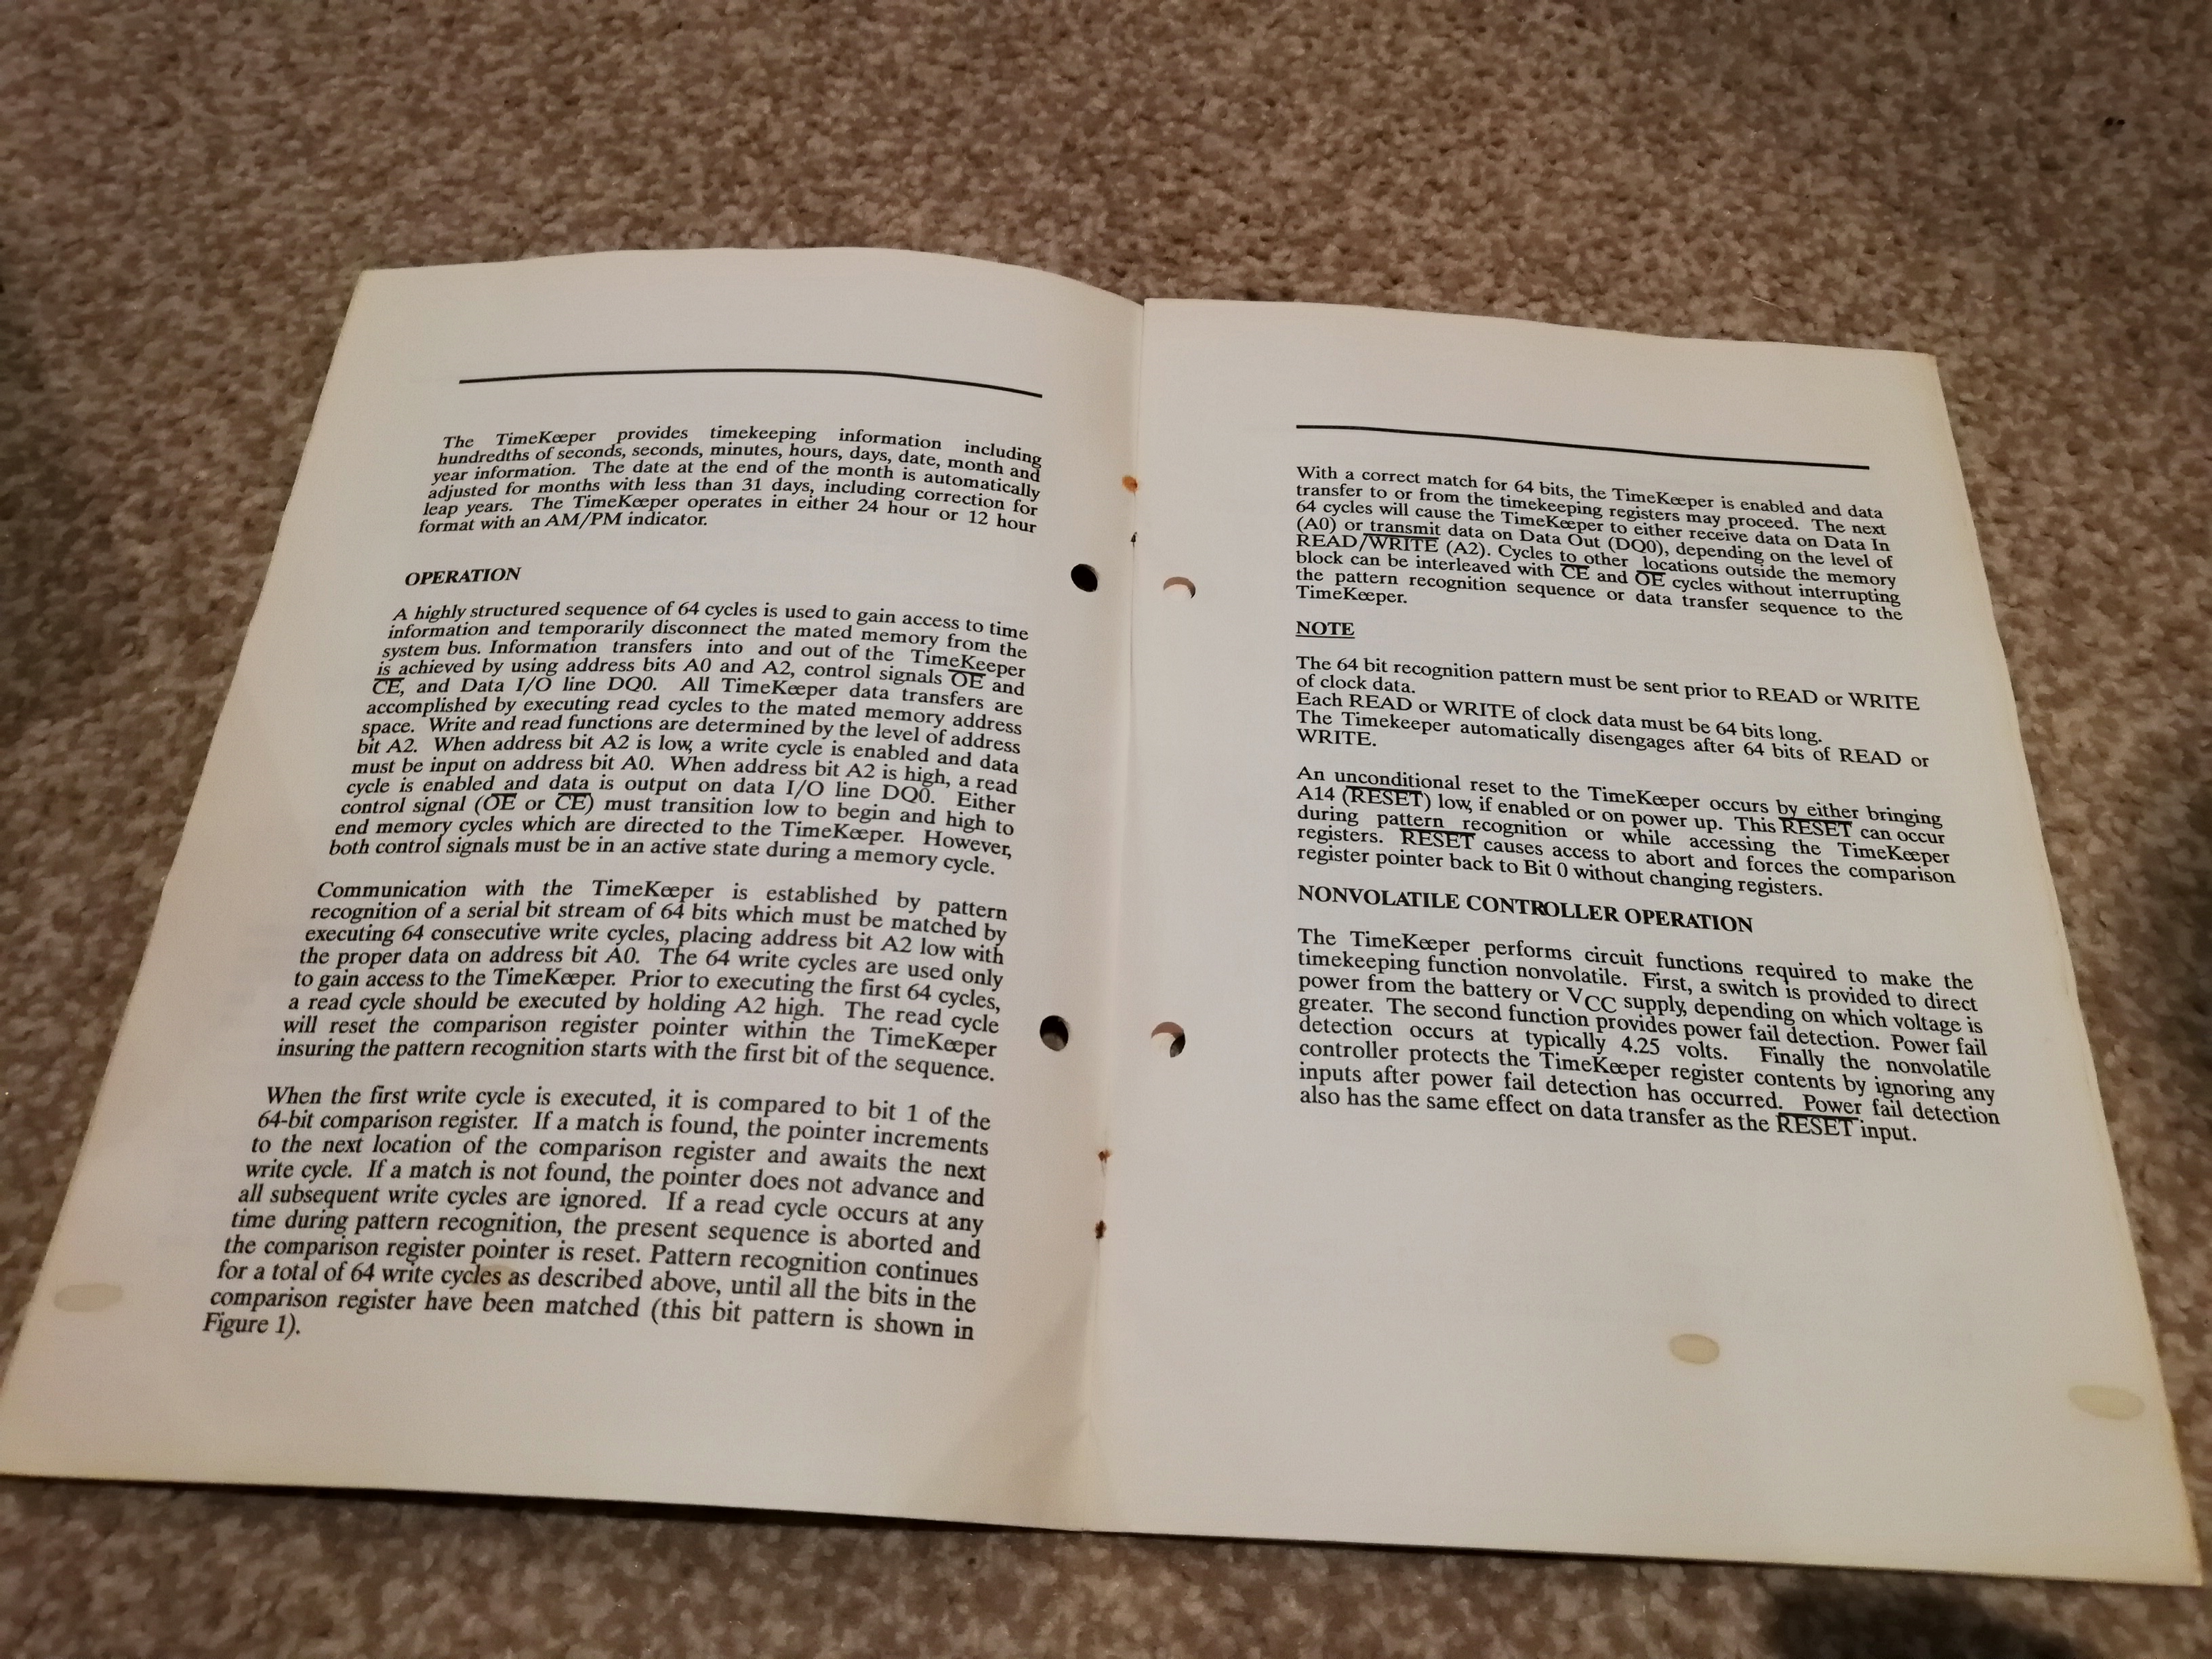 The TimeKeeper provides timekeeping information including
hundredths of seconds, seconds, minutes, hours, days, date, month and
year information. The date at the end of the month is automatically
adjusted for months with less than 31 days, including correction for
leap years. The TimeKeeper operates in either 24 hour or 12 hour
format with an AM/PM indicator.
OPERATION
A highly structured sequence of 64 cycles is used to gain access to time
information and temporarily disconnect the mated memory from the
system bus. Information transfers into and out of the TimeKeeper
is achieved by using address bits A0 and A2, control signals O̅E̅ and
C̅E̅, and Data I/O line DQ0. All TimeKeeper data transfers are
accomplished by executing read cycles to the mated memory address
space. Write and read functions are determined by the level of address
bit A2. When address bit A2 is low, a write cycle is enabled and data
must be input on address bit A0. When address bit A2 is high, a read
cycle is enabled and data is output on data I/O line DQ0. Either
control signal (O̅E̅ or C̅E̅) must transition low to begin and high to
end memory cycles which are directed to the TimeKeeper. However,
both control signals must be in an active state during a memory cycle.
Communication with the TimeKeeper is established by pattern
recognition of a serial bit stream of 64 bits which must be matched by
executing 64 consecutive write cycles, placing address bit A2 low with
the proper data on address bit A0. The 64 write cycles are used only
to gain access to the TimeKeeper. Prior to executing the first 64 cycles,
a read cycle should be executed by holding A2 high. The read cycle
will reset the comparison register pointer within the TimeKeeper
insuring the pattern recognition starts with the first bit of the sequence.
When the first write cycle is executed, it is compared to bit 1 of the
64-bit comparison register. If a match is found, the pointer increments
to the next location of the comparison register and awaits the next
write cycle. If a match is not found, the pointer does not advance and
all subsequent write cycles are ignored. If a read cycle occurs at any
time during pattern recognition, the present sequence is aborted and
the comparison register pointer is reset. Pattern recognition continues
for a total of 64 write cycles as described above, until all the bits in the
comparison register have been matched (this bit pattern is shown in
Figure 1).
With a correct match for 64 bits, the TimeKeeper is enabled and data
transfer to or from the timekeeping registers may proceed. The next
64 cycles will cause the TimeKeeper to either receive data on Data In
(A0) or transmit data on Data Out (DQ0), depending on the level of
READ/W̅R̅I̅T̅E̅ (A2). Cycles to other locations outside the memory
block can be interleaved with C̅E̅ and O̅E̅ cycles without interrupting
the pattern recognition sequence or data transfer sequence to the
TimeKeeper.
NOTE
The 64 bit recognition pattern must be sent prior to READ or WRITE
of clock data.
Each READ or WRITE of clock data must be 64 bits long.
The Timekeeper automatically disengages after 64 bits of READ or
WRITE.
An unconditional reset to the TimeKeeper occurs by either bringing
A14 (R̅E̅S̅E̅T̅) low, if enabled or on power up. This R̅E̅S̅E̅T̅ can occur
during pattern recognition or while accessing the TimeKeeper
registers. R̅E̅S̅E̅T̅ causes access to abort and forces the comparison
register pointer back to Bit 0 without changing registers.
NONVOLATILE CONTROLLER OPERATION
The TimeKeeper performs circuit functions required to make the
timekeeping function nonvolatile. First, a switch is provided to direct
power from the battery or VCC supply, depending on which voltage is
greater. The second function provides power fail detection. Power fail
detection occurs at typically 4.25 volts. Finally the nonvolatile
controller protects the TimeKeeper register contents by ignoring any
inputs after power fail detection has occurred. Power fail detection
also has the same effect on data transfer as the R̅E̅S̅E̅T̅ input.